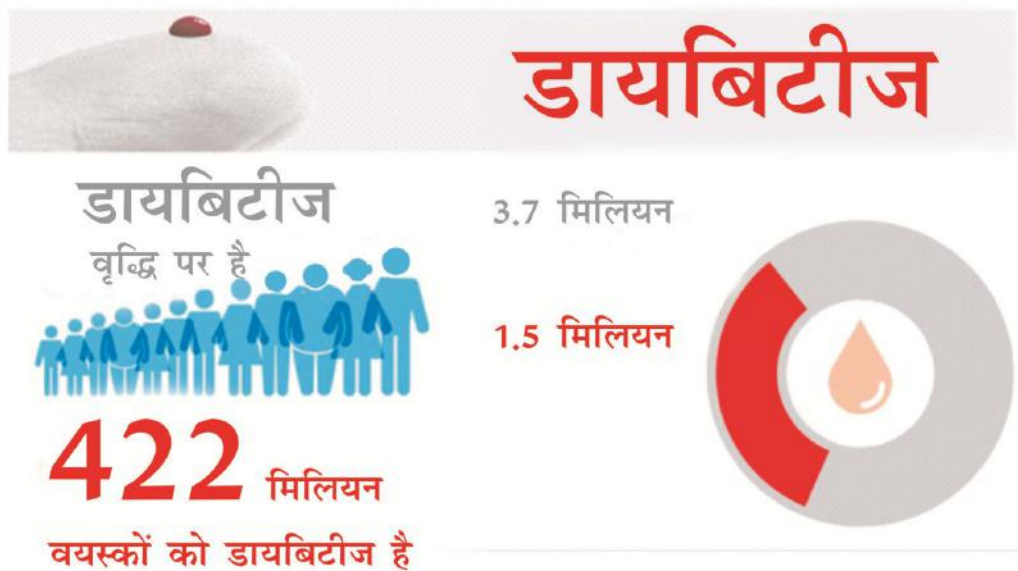 डायबिटीज
डायबिटीज
वृद्धि पर है
422 मिलियन
वयस्कों को डायबिटीज है
3.7 मिलियन
1.5 मिलियन